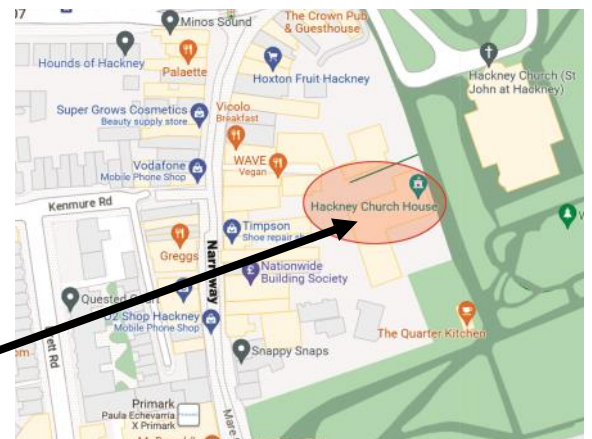 07
Minos Sound
The Crown Pub
& Guesthouse
Hounds of Hackney
Palaette
Hoxton Fruit Hackney
Hackney Church (St
John at Hackney)
Super Grows Cosmetics
Beauty supply store
Vicolo
Breakfast
WAVE
Vegan
Vodafone
Mobile Phone Shop
Kenmure Rd
Hackney Church House
Timpson
Shoe repair
Greggs
Narroway
Nationwide
Building Society
Quested
O2 Shop Hackney
Mobile Phone Shop
The Quarter Kitchen
Snappy Snaps
Primark
Paula Echevarría
X Primark
Mare